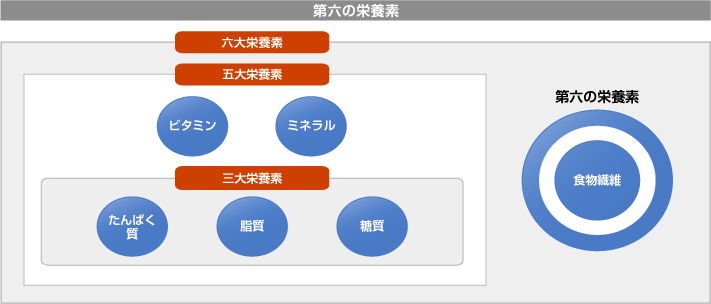 第六の栄養素
六大栄養素
五大栄養素
ビタミン
ミネラル
第六の栄養素
食物繊維
三大栄養素
たんぱく
質
脂質
糖質